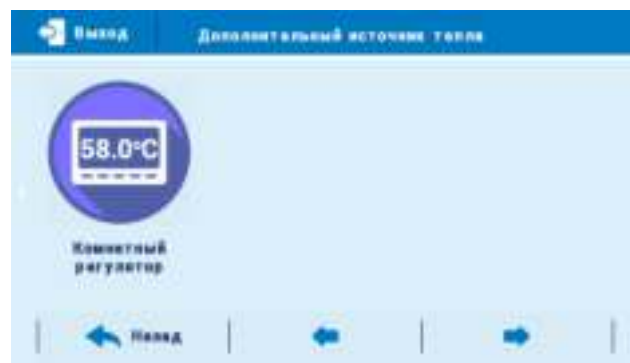 Выход
Дополнительный источник тепла
58.0°C
Комнатный
регулятор
Назад